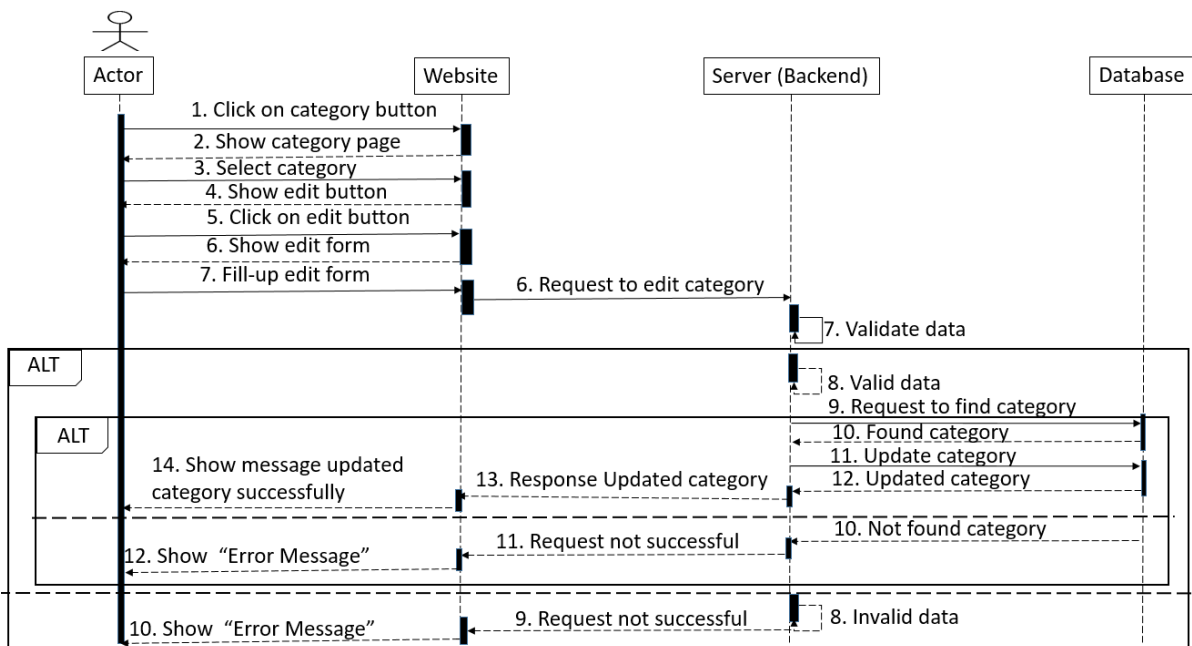 Actor
Website
Server (Backend)
Database
1. Click on category button
2. Show category page
3. Select category
4. Show edit button
5. Click on edit button
6. Show edit form
7. Fill-up edit form
6. Request to edit category
7. Validate data
ALT
8. Valid data
9. Request to find category
ALT
10. Found category
11. Update category
14. Show message updated
category successfully
13. Response Updated category
12. Updated category
10. Not found category
11. Request not successful
12. Show “Error Message”
8. Invalid data
9. Request not successful
10. Show “Error Message”